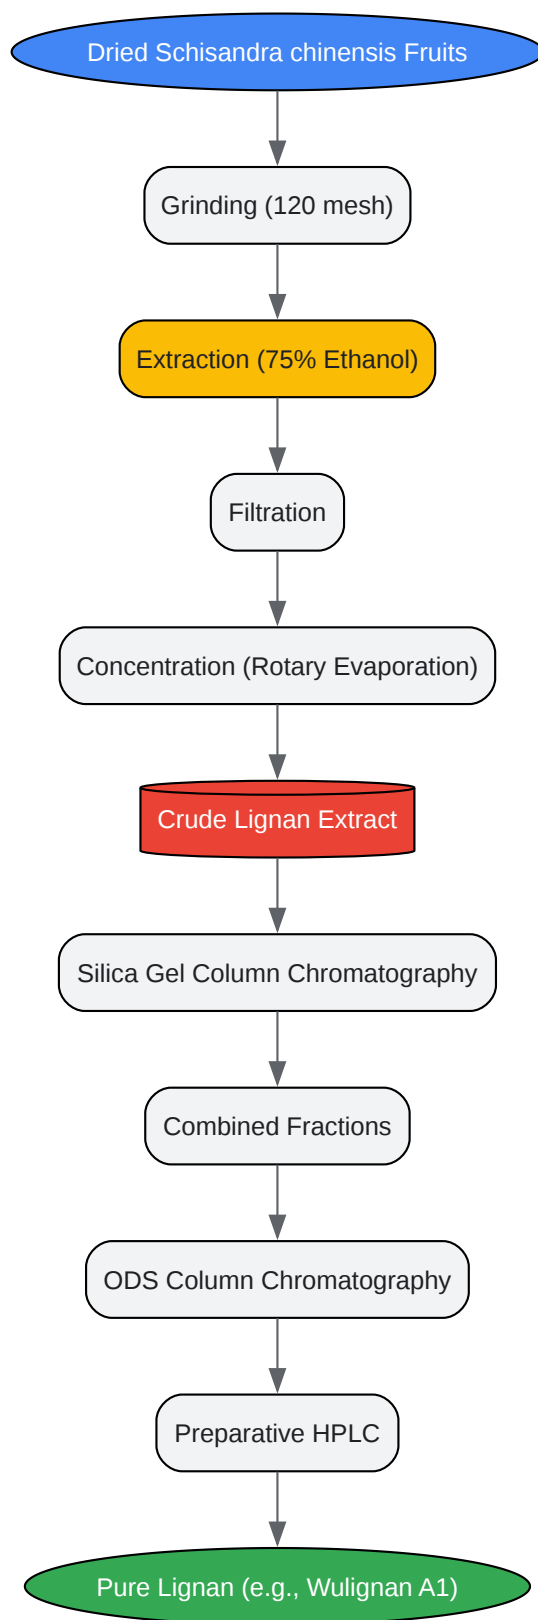 Dried Schisandra chinensis Fruits
Grinding (120 mesh)
Extraction (75% Ethanol)
Filtration
Concentration (Rotary Evaporation)
Crude Lignan Extract
Silica Gel Column Chromatography
Combined Fractions
ODS Column Chromatography
Preparative HPLC
Pure Lignan (e.g., Wulignan A1)